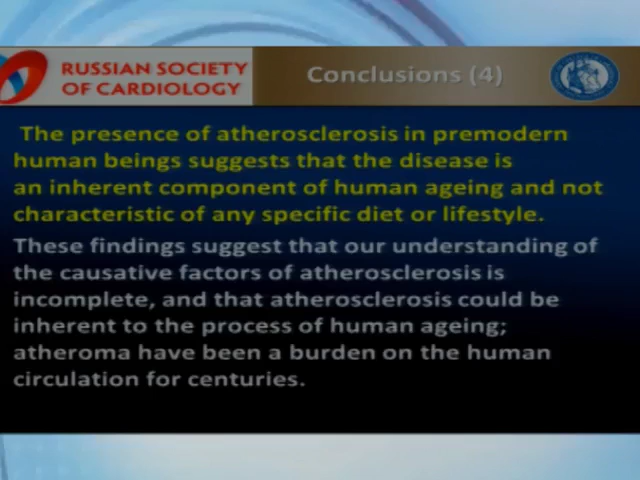 RUSSIAN SOCIETY
OF CARDIOLOGY
Conclusions (4)
The presence of atherosclerosis in premodern
human beings suggests that the disease is
an inherent component of human ageing and not
characteristic of any specific diet or lifestyle.
These findings suggest that our understanding of
the causative factors of atherosclerosis is
incomplete, and that atherosclerosis could be
inherent to the process of human ageing;
atheroma have been a burden on the human
circulation for centuries.